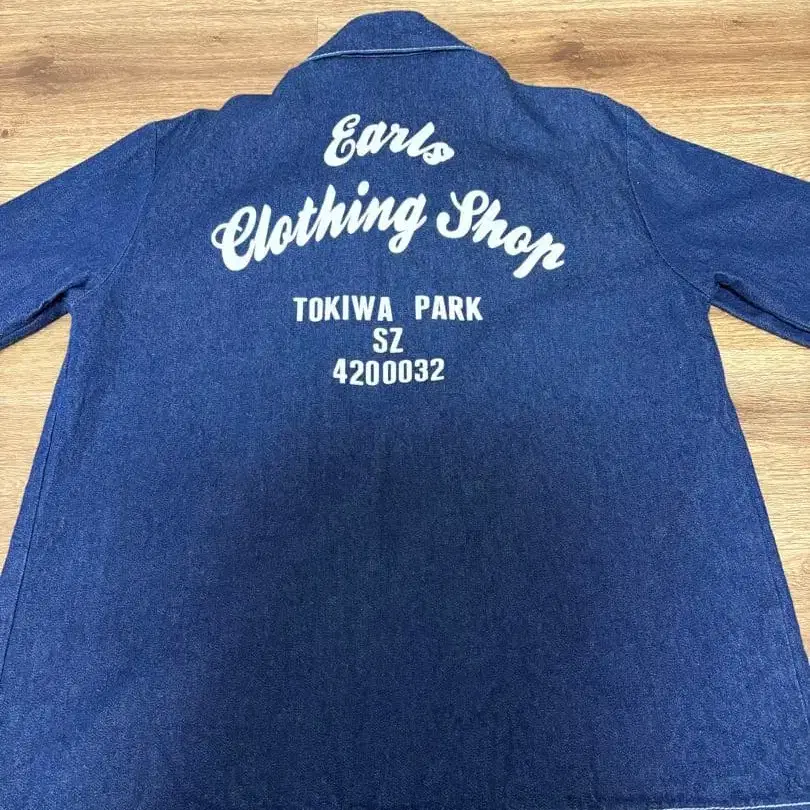 Earls
Clothing Shop
TOKIWA PARK
SZ
4200032